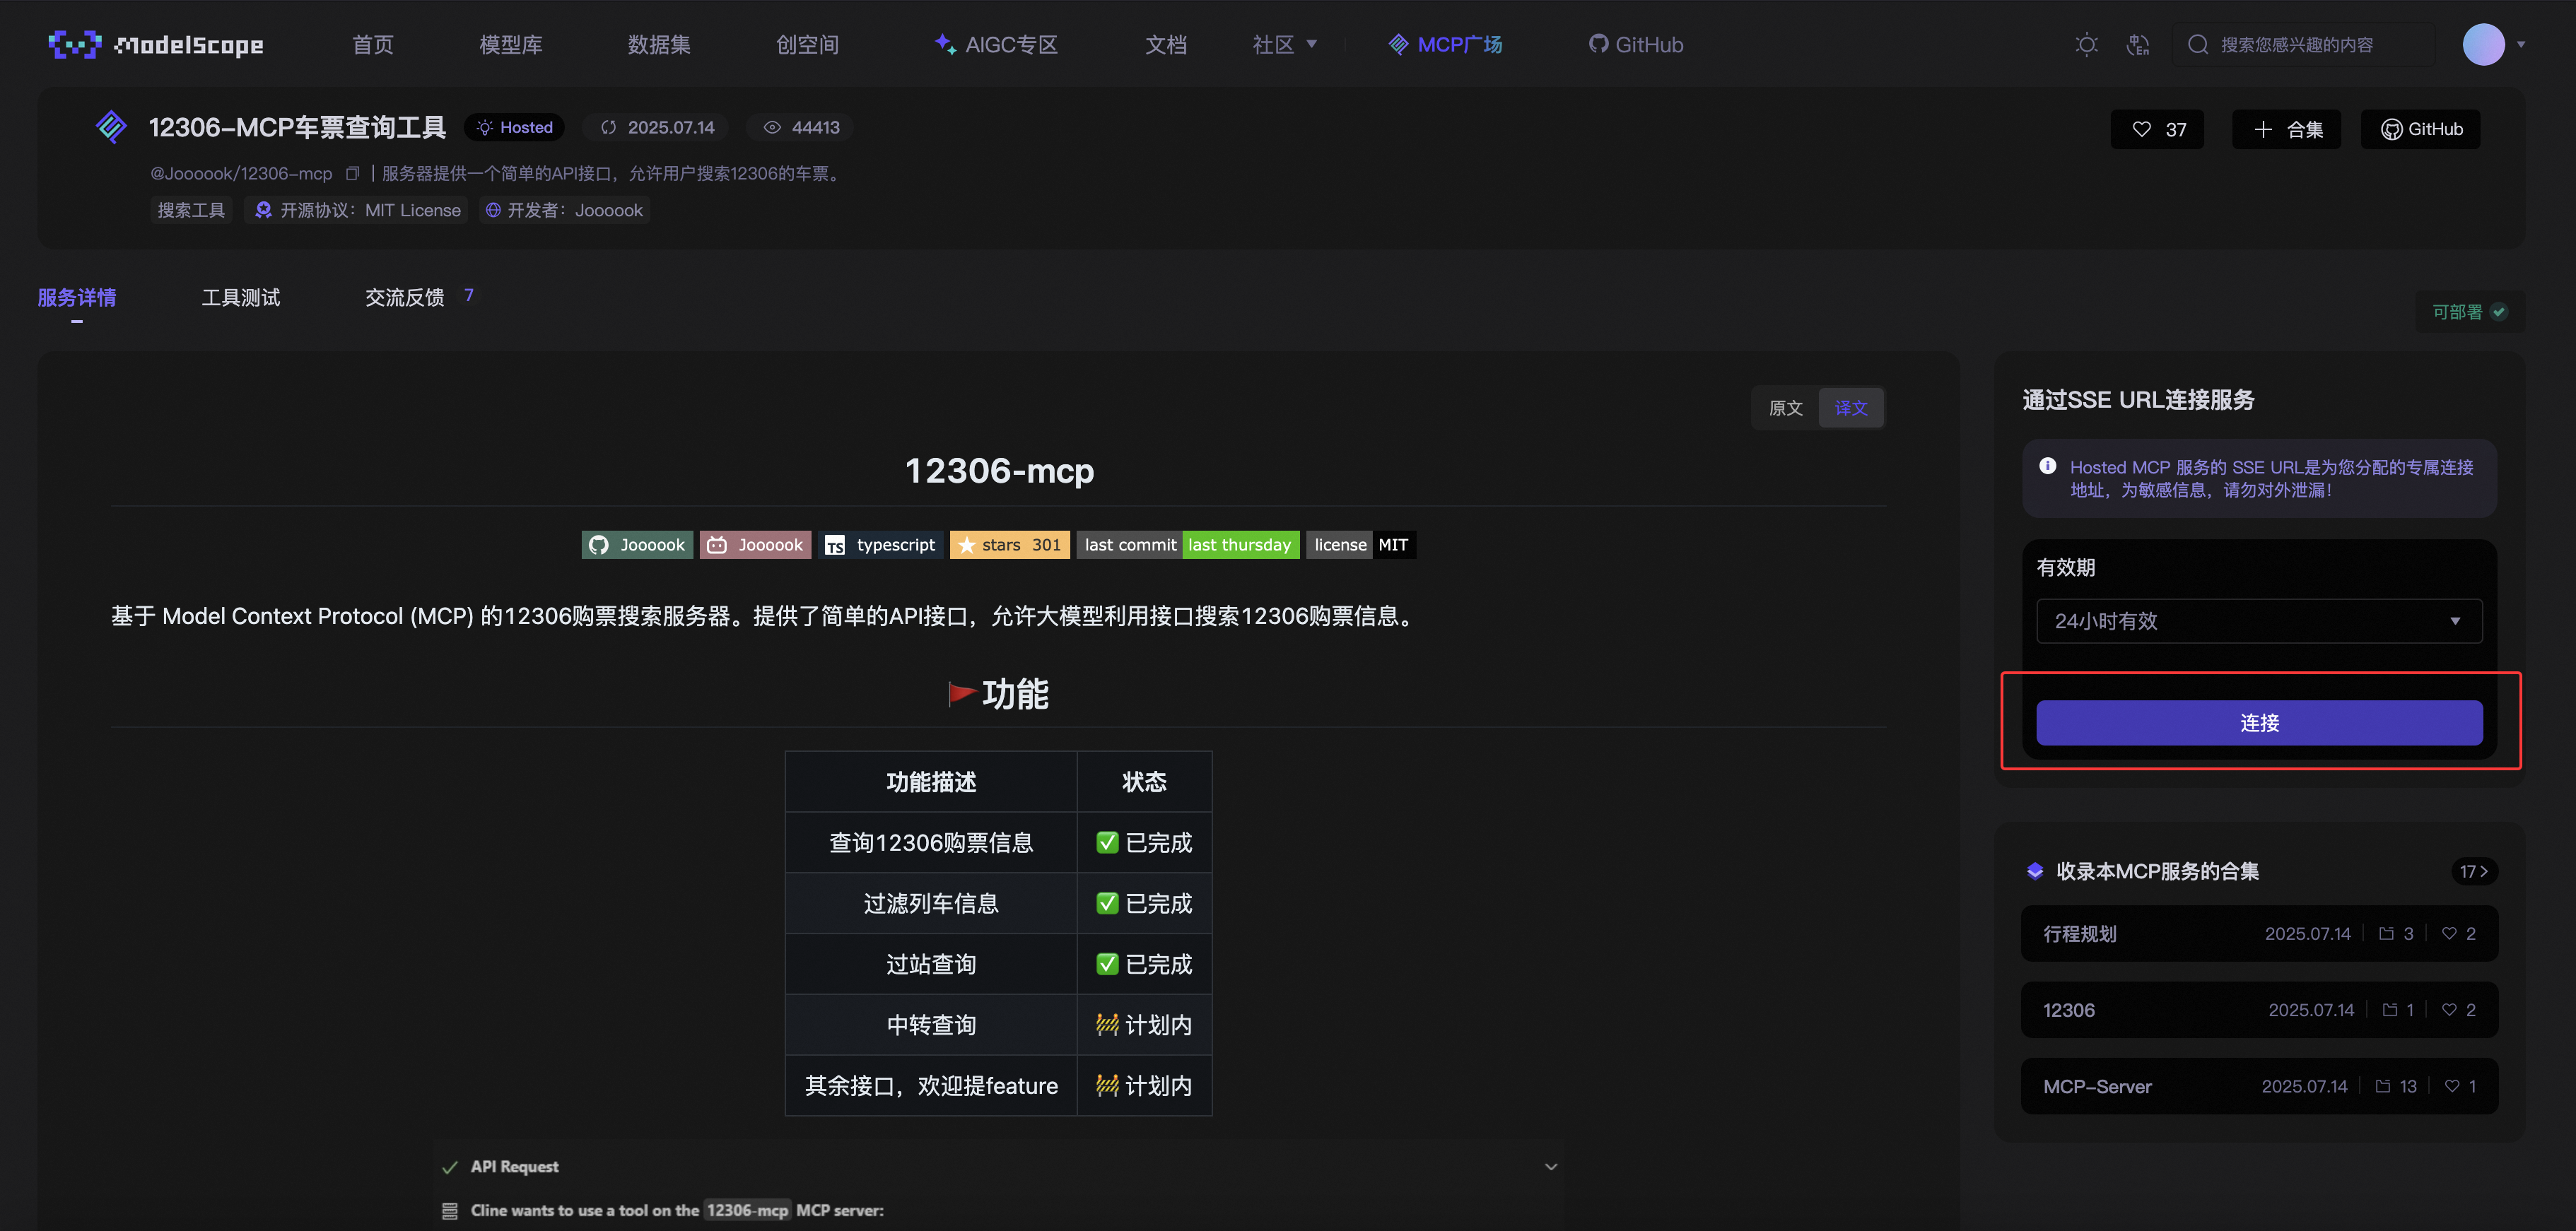 ModelScope 首页 模型库 数据集 创空间 AIGC专区 文档 社区 MCP广场 GitHub 中 En 搜索您感兴趣的内容
12306-MCP车票查询工具 Hosted 2025.07.14 44413 37 合集 GitHub
@Joooook/12306-mcp 服务器提供一个简单的API接口，允许用户搜索12306的车票。
搜索工具 开源协议：MIT License 开发者：Joooook
服务详情 工具测试 交流反馈 7
可部署
原文 译文
12306-mcp
Joooook Joooook TS typescript stars 301 last commit last thursday license MIT
基于 Model Context Protocol (MCP) 的12306购票搜索服务器。提供了简单的API接口，允许大模型利用接口搜索12306购票信息。
功能
功能描述 状态
查询12306购票信息 已完成
过滤列车信息 已完成
过站查询 已完成
中转查询 计划内
其余接口，欢迎提feature 计划内
API Request
Cline wants to use a tool on the 12306-mcp MCP server:
通过SSE URL连接服务
Hosted MCP 服务的 SSE URL是为您分配的专属连接
地址，为敏感信息，请勿对外泄漏！
有效期
24小时有效
连接
收录本MCP服务的合集 17
行程规划 2025.07.14 3 2
12306 2025.07.14 1 2
MCP-Server 2025.07.14 13 1